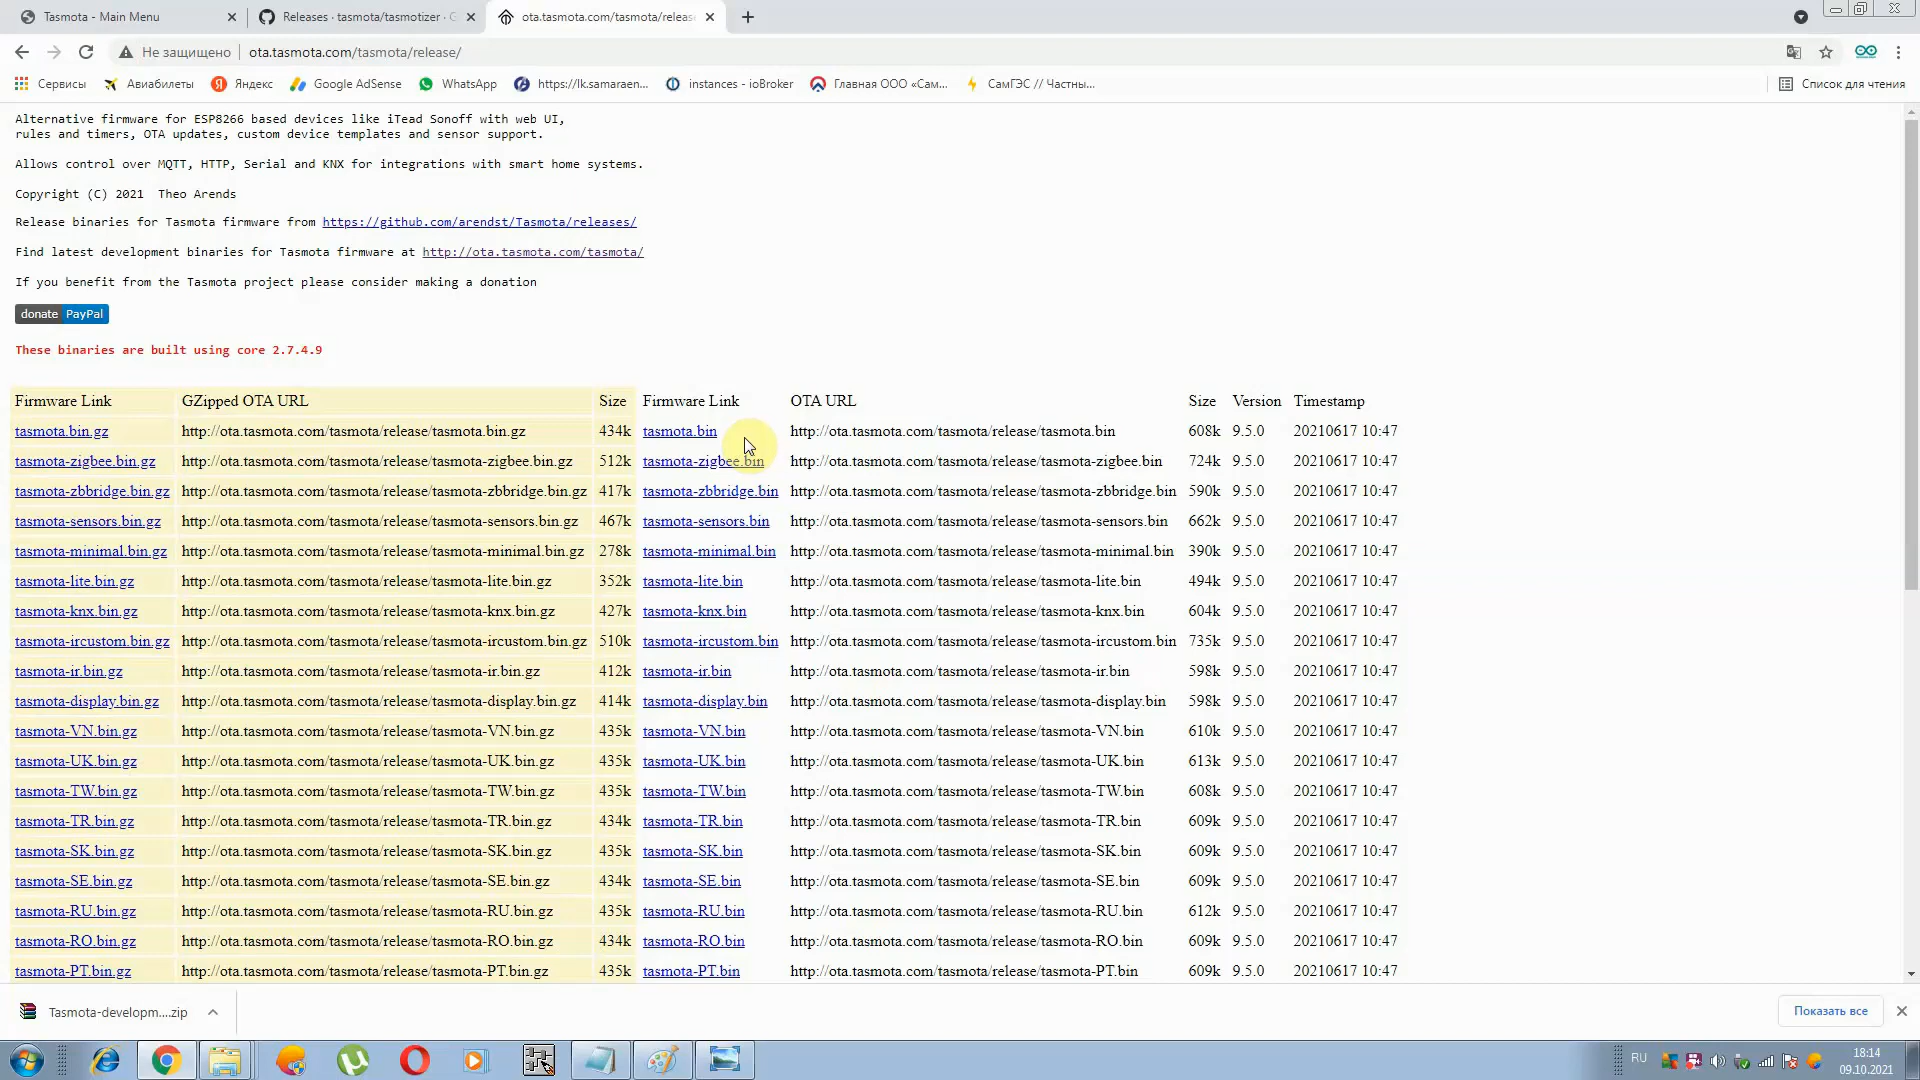 Tasmota - Main Menu
Releases · tasmota/tasmotizer · G
ota.tasmota.com/tasmota/releas
Не защищено
ota.tasmota.com/tasmota/release/
Сервисы
Авиабилеты
Яндекс
Google AdSense
WhatsApp
https://lk.samaraen...
instances - ioBroker
Главная ООО «Сам...
СамГЭС // Частны...
Список для чтения
Alternative firmware for ESP8266 based devices like iTead Sonoff with web UI,
rules and timers, OTA updates, custom device templates and sensor support.
Allows control over MQTT, HTTP, Serial and KNX for integrations with smart home systems.
Copyright (C) 2021  Theo Arends
Release binaries for Tasmota firmware from https://github.com/arendst/Tasmota/releases/
Find latest development binaries for Tasmota firmware at http://ota.tasmota.com/tasmota/
If you benefit from the Tasmota project please consider making a donation
donate PayPal
These binaries are built using core 2.7.4.9
Firmware Link GZipped OTA URL Size Firmware Link OTA URL Size Version Timestamp
tasmota.bin.gz http://ota.tasmota.com/tasmota/release/tasmota.bin.gz 434k tasmota.bin http://ota.tasmota.com/tasmota/release/tasmota.bin 608k 9.5.0 20210617 10:47
tasmota-zigbee.bin.gz http://ota.tasmota.com/tasmota/release/tasmota-zigbee.bin.gz 512k tasmota-zigbee.bin http://ota.tasmota.com/tasmota/release/tasmota-zigbee.bin 724k 9.5.0 20210617 10:47
tasmota-zbbridge.bin.gz http://ota.tasmota.com/tasmota/release/tasmota-zbbridge.bin.gz 417k tasmota-zbbridge.bin http://ota.tasmota.com/tasmota/release/tasmota-zbbridge.bin 590k 9.5.0 20210617 10:47
tasmota-sensors.bin.gz http://ota.tasmota.com/tasmota/release/tasmota-sensors.bin.gz 467k tasmota-sensors.bin http://ota.tasmota.com/tasmota/release/tasmota-sensors.bin 662k 9.5.0 20210617 10:47
tasmota-minimal.bin.gz http://ota.tasmota.com/tasmota/release/tasmota-minimal.bin.gz 278k tasmota-minimal.bin http://ota.tasmota.com/tasmota/release/tasmota-minimal.bin 390k 9.5.0 20210617 10:47
tasmota-lite.bin.gz http://ota.tasmota.com/tasmota/release/tasmota-lite.bin.gz 352k tasmota-lite.bin http://ota.tasmota.com/tasmota/release/tasmota-lite.bin 494k 9.5.0 20210617 10:47
tasmota-knx.bin.gz http://ota.tasmota.com/tasmota/release/tasmota-knx.bin.gz 427k tasmota-knx.bin http://ota.tasmota.com/tasmota/release/tasmota-knx.bin 604k 9.5.0 20210617 10:47
tasmota-ircustom.bin.gz http://ota.tasmota.com/tasmota/release/tasmota-ircustom.bin.gz 510k tasmota-ircustom.bin http://ota.tasmota.com/tasmota/release/tasmota-ircustom.bin 735k 9.5.0 20210617 10:47
tasmota-ir.bin.gz http://ota.tasmota.com/tasmota/release/tasmota-ir.bin.gz 412k tasmota-ir.bin http://ota.tasmota.com/tasmota/release/tasmota-ir.bin 598k 9.5.0 20210617 10:47
tasmota-display.bin.gz http://ota.tasmota.com/tasmota/release/tasmota-display.bin.gz 414k tasmota-display.bin http://ota.tasmota.com/tasmota/release/tasmota-display.bin 598k 9.5.0 20210617 10:47
tasmota-VN.bin.gz http://ota.tasmota.com/tasmota/release/tasmota-VN.bin.gz 435k tasmota-VN.bin http://ota.tasmota.com/tasmota/release/tasmota-VN.bin 610k 9.5.0 20210617 10:47
tasmota-UK.bin.gz http://ota.tasmota.com/tasmota/release/tasmota-UK.bin.gz 435k tasmota-UK.bin http://ota.tasmota.com/tasmota/release/tasmota-UK.bin 613k 9.5.0 20210617 10:47
tasmota-TW.bin.gz http://ota.tasmota.com/tasmota/release/tasmota-TW.bin.gz 435k tasmota-TW.bin http://ota.tasmota.com/tasmota/release/tasmota-TW.bin 608k 9.5.0 20210617 10:47
tasmota-TR.bin.gz http://ota.tasmota.com/tasmota/release/tasmota-TR.bin.gz 434k tasmota-TR.bin http://ota.tasmota.com/tasmota/release/tasmota-TR.bin 609k 9.5.0 20210617 10:47
tasmota-SK.bin.gz http://ota.tasmota.com/tasmota/release/tasmota-SK.bin.gz 435k tasmota-SK.bin http://ota.tasmota.com/tasmota/release/tasmota-SK.bin 609k 9.5.0 20210617 10:47
tasmota-SE.bin.gz http://ota.tasmota.com/tasmota/release/tasmota-SE.bin.gz 434k tasmota-SE.bin http://ota.tasmota.com/tasmota/release/tasmota-SE.bin 609k 9.5.0 20210617 10:47
tasmota-RU.bin.gz http://ota.tasmota.com/tasmota/release/tasmota-RU.bin.gz 435k tasmota-RU.bin http://ota.tasmota.com/tasmota/release/tasmota-RU.bin 612k 9.5.0 20210617 10:47
tasmota-RO.bin.gz http://ota.tasmota.com/tasmota/release/tasmota-RO.bin.gz 434k tasmota-RO.bin http://ota.tasmota.com/tasmota/release/tasmota-RO.bin 609k 9.5.0 20210617 10:47
tasmota-PT.bin.gz http://ota.tasmota.com/tasmota/release/tasmota-PT.bin.gz 435k tasmota-PT.bin http://ota.tasmota.com/tasmota/release/tasmota-PT.bin 609k 9.5.0 20210617 10:47
Tasmota-developm....zip
Показать все
RU
18:14
09.10.2021